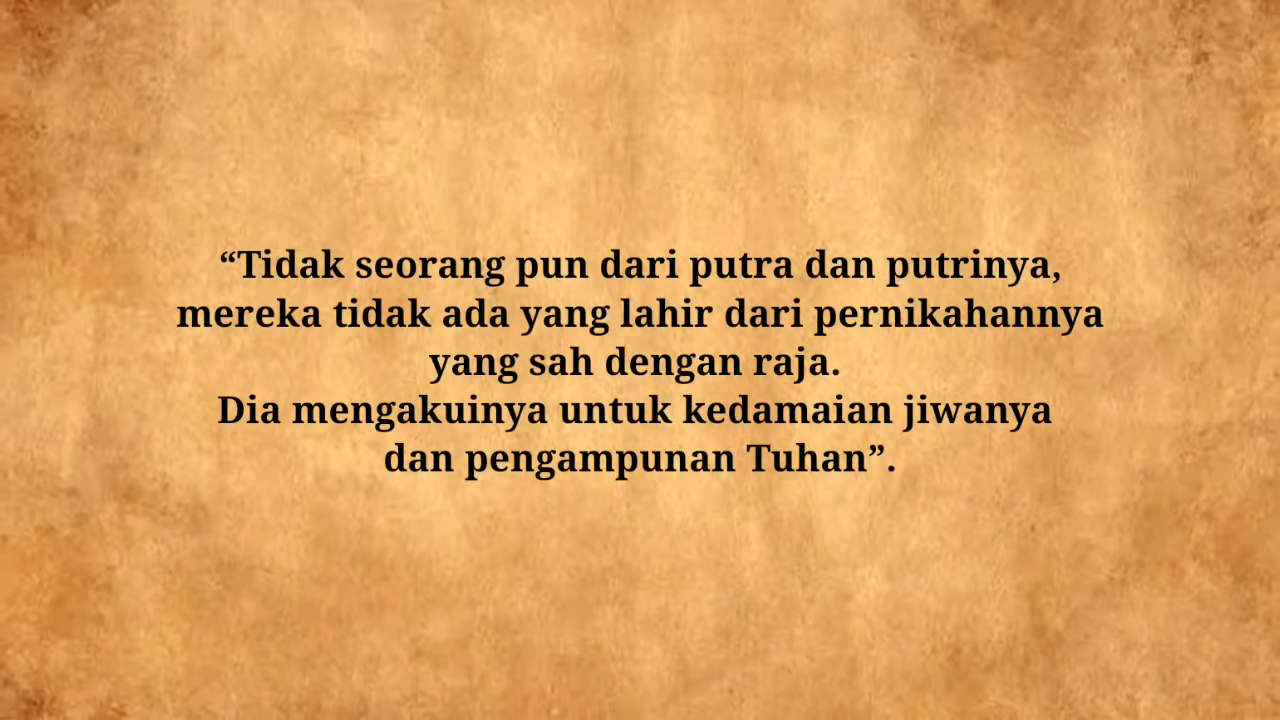 “Tidak seorang pun dari putra dan putrinya,
mereka tidak ada yang lahir dari pernikahannya
yang sah dengan raja.
Dia mengakuinya untuk kedamaian jiwanya
dan pengampunan Tuhan”.